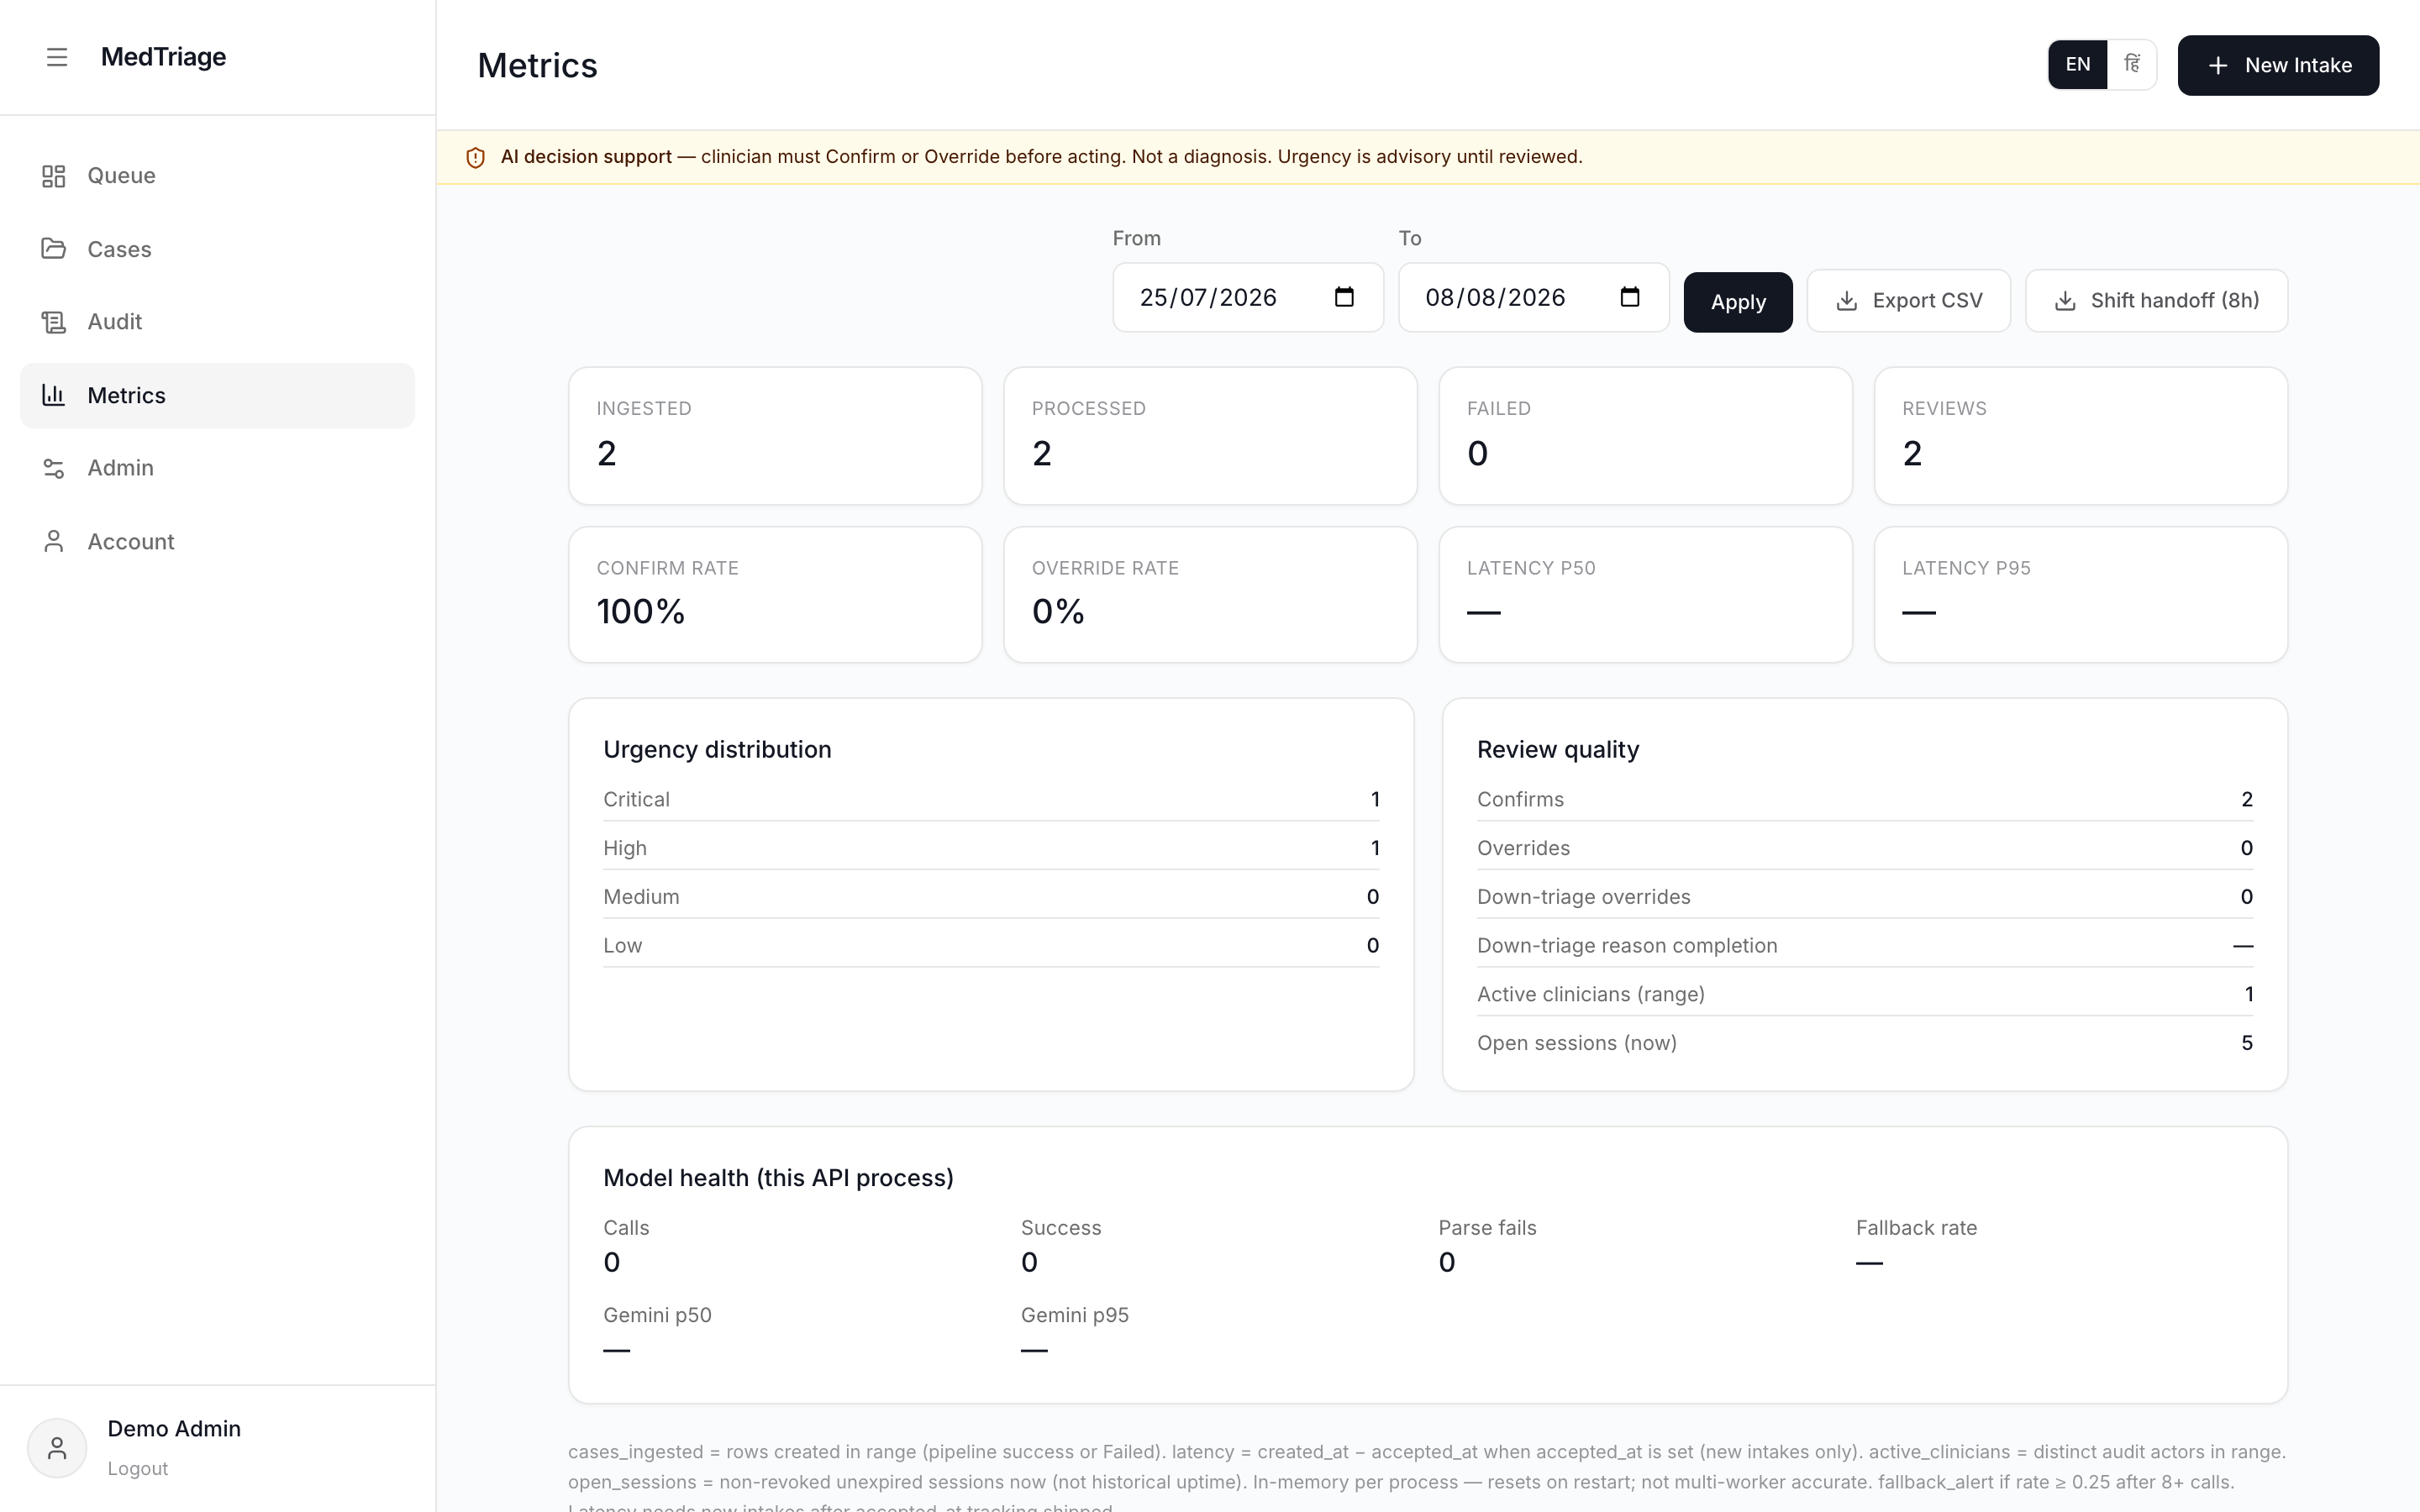 MedTriage
Queue
Cases
Audit
Metrics
Admin
Account
Demo Admin
Logout
Metrics
EN
हिं
New Intake
AI decision support — clinician must Confirm or Override before acting. Not a diagnosis. Urgency is advisory until reviewed.
From
To
25/07/2026
08/08/2026
Apply
Export CSV
Shift handoff (8h)
INGESTED
2
PROCESSED
2
FAILED
0
REVIEWS
2
CONFIRM RATE
100%
OVERRIDE RATE
0%
LATENCY P50
—
LATENCY P95
—
Urgency distribution
Critical 1
High 1
Medium 0
Low 0
Review quality
Confirms 2
Overrides 0
Down-triage overrides 0
Down-triage reason completion —
Active clinicians (range) 1
Open sessions (now) 5
Model health (this API process)
Calls
0
Success
0
Parse fails
0
Fallback rate
—
Gemini p50
—
Gemini p95
—
cases_ingested = rows created in range (pipeline success or Failed). latency = created_at − accepted_at when accepted_at is set (new intakes only). active_clinicians = distinct audit actors in range.
open_sessions = non-revoked unexpired sessions now (not historical uptime). In-memory per process — resets on restart; not multi-worker accurate. fallback_alert if rate ≥ 0.25 after 8+ calls.
Latency needs new intakes after accepted_at tracking shipped.